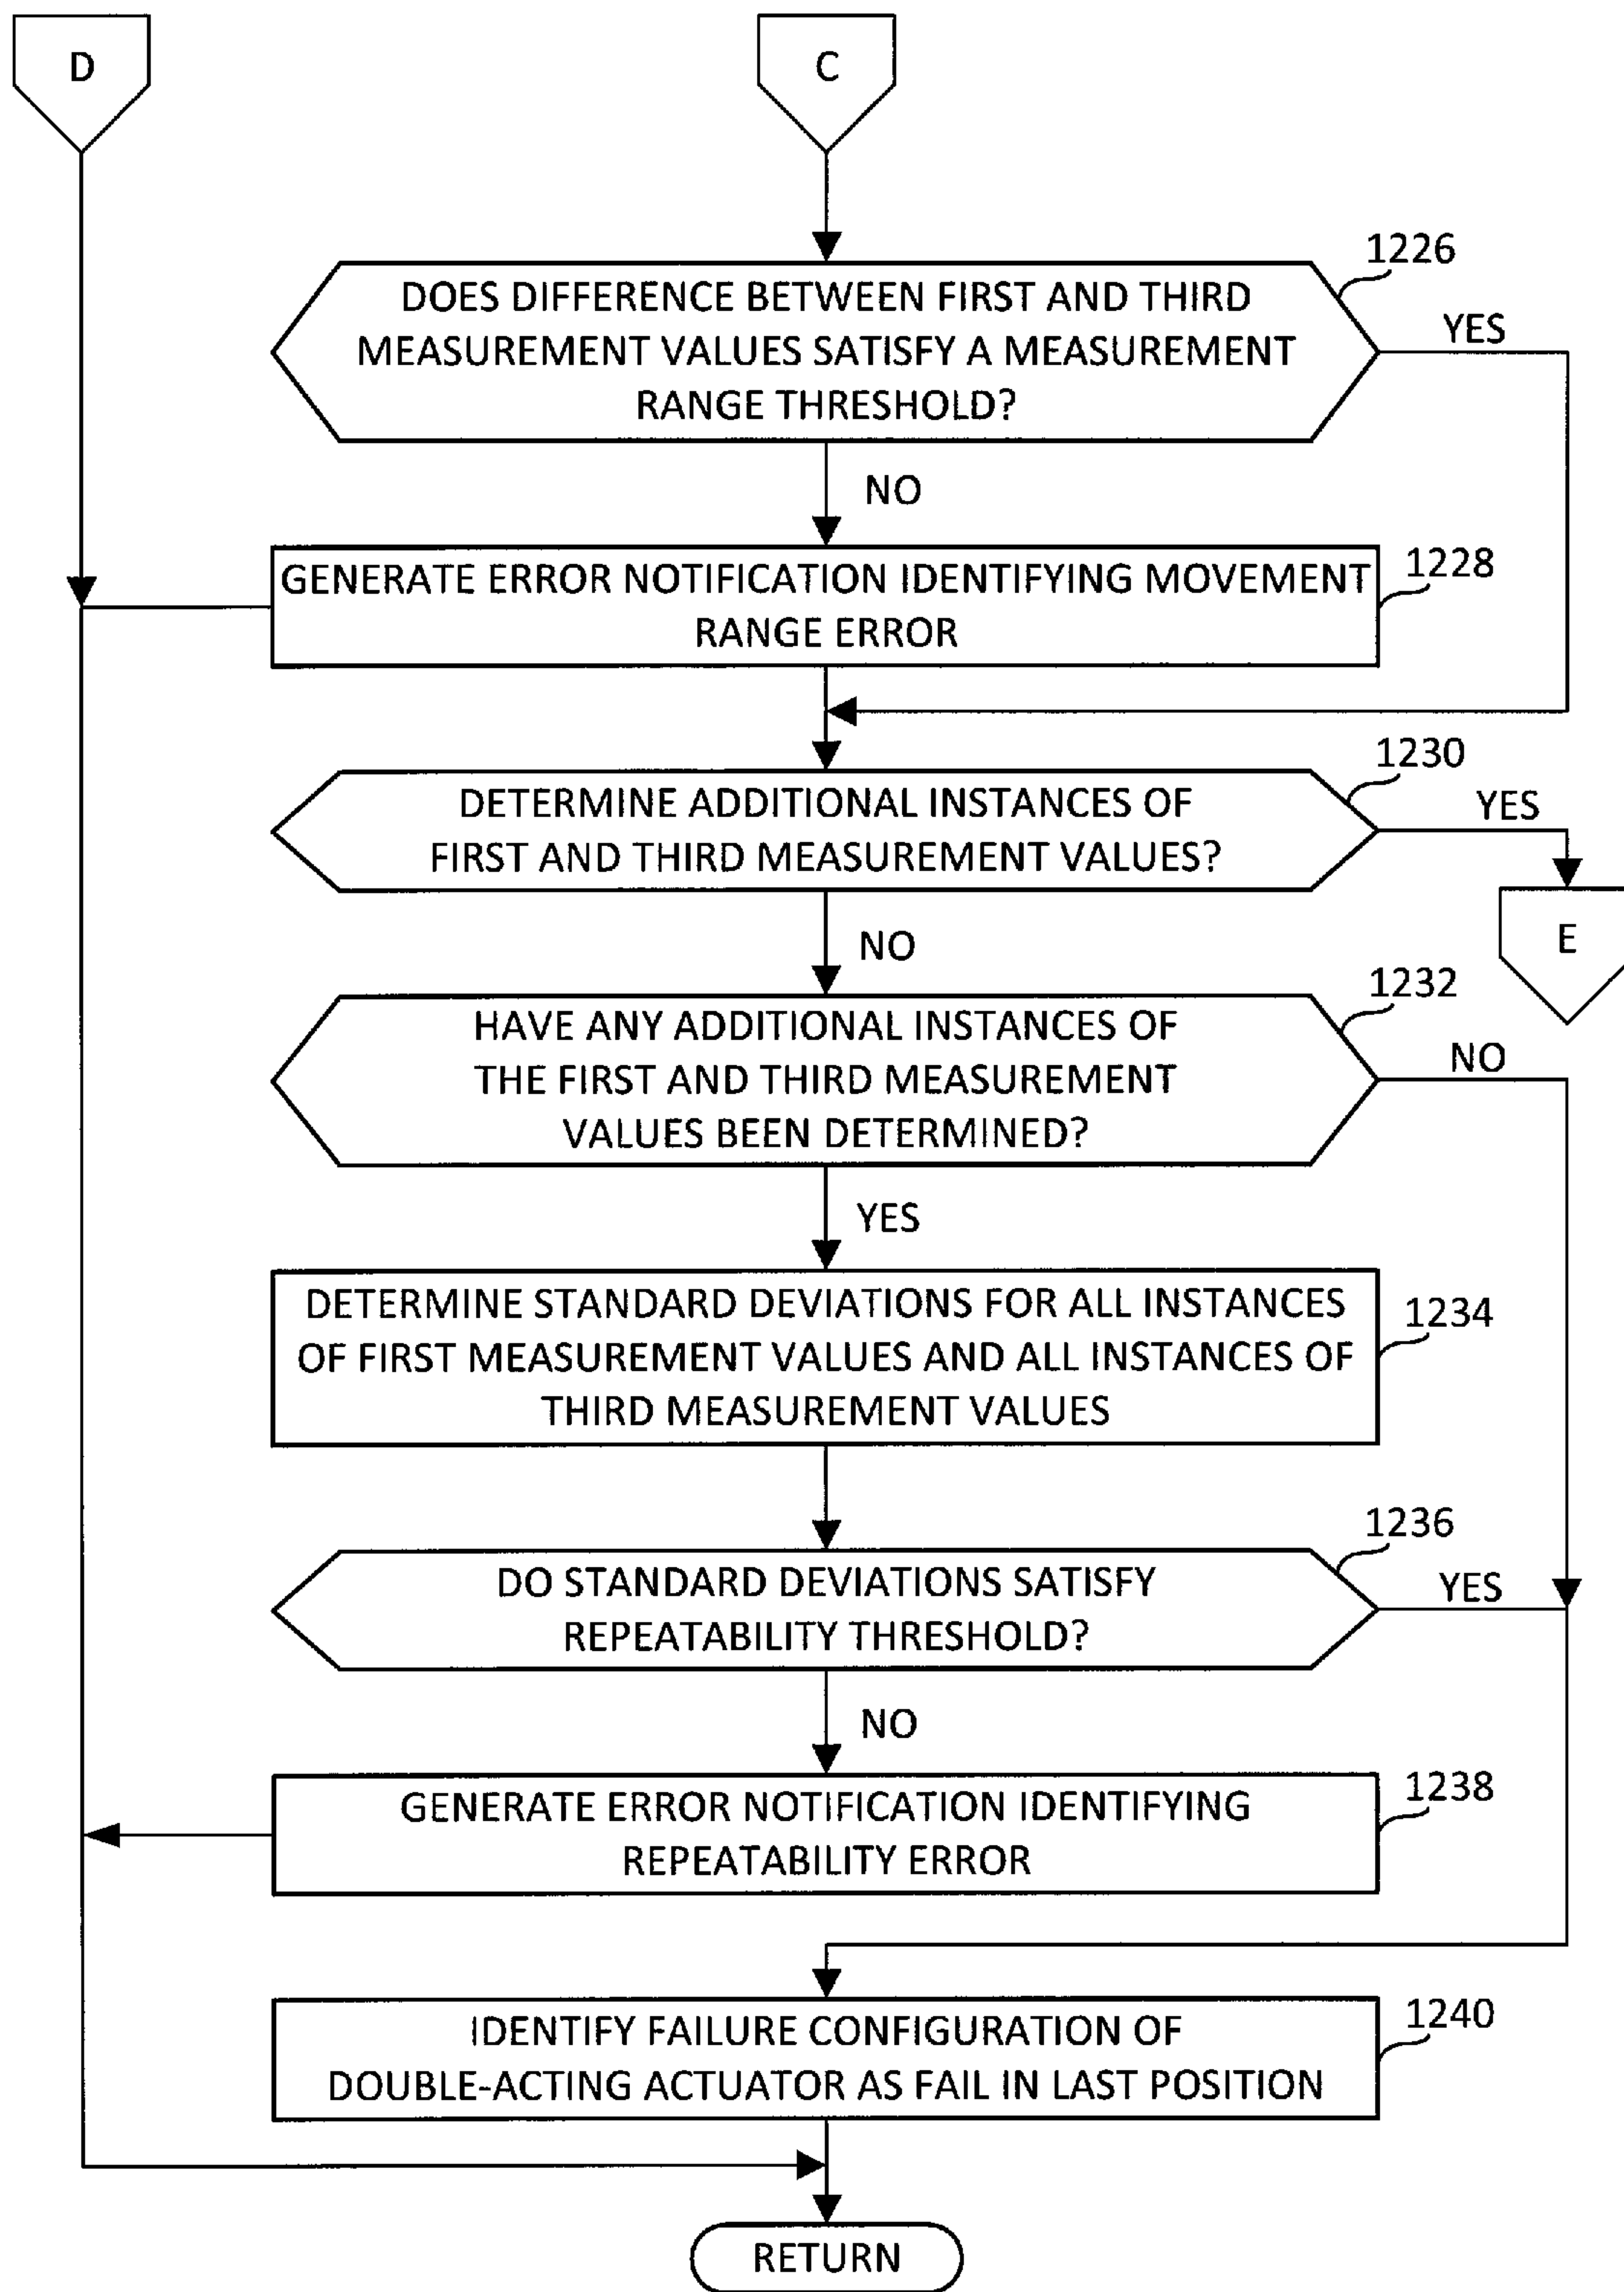 D
C
1226
DOES DIFFERENCE BETWEEN FIRST AND THIRD
MEASUREMENT VALUES SATISFY A MEASUREMENT
RANGE THRESHOLD?
YES
NO
1228
GENERATE ERROR NOTIFICATION IDENTIFYING MOVEMENT
RANGE ERROR
1230
DETERMINE ADDITIONAL INSTANCES OF
FIRST AND THIRD MEASUREMENT VALUES?
YES
E
NO
1232
HAVE ANY ADDITIONAL INSTANCES OF
THE FIRST AND THIRD MEASUREMENT
VALUES BEEN DETERMINED?
NO
YES
1234
DETERMINE STANDARD DEVIATIONS FOR ALL INSTANCES
OF FIRST MEASUREMENT VALUES AND ALL INSTANCES OF
THIRD MEASUREMENT VALUES
1236
DO STANDARD DEVIATIONS SATISFY
REPEATABILITY THRESHOLD?
YES
NO
1238
GENERATE ERROR NOTIFICATION IDENTIFYING
REPEATABILITY ERROR
1240
IDENTIFY FAILURE CONFIGURATION OF
DOUBLE-ACTING ACTUATOR AS FAIL IN LAST POSITION
RETURN